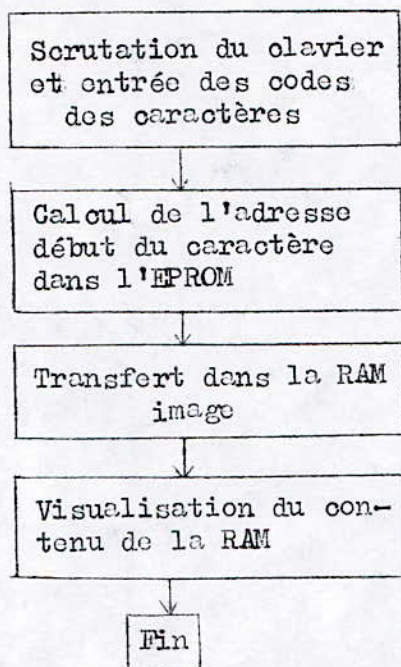 Scrutation du clavier
et entrée des codes
des caractères
Calcul de l'adresse
début du caractère
dans l'EPROM
Transfert dans la RAM
image
Visualisation du con-
tenu de la RAM
Fin